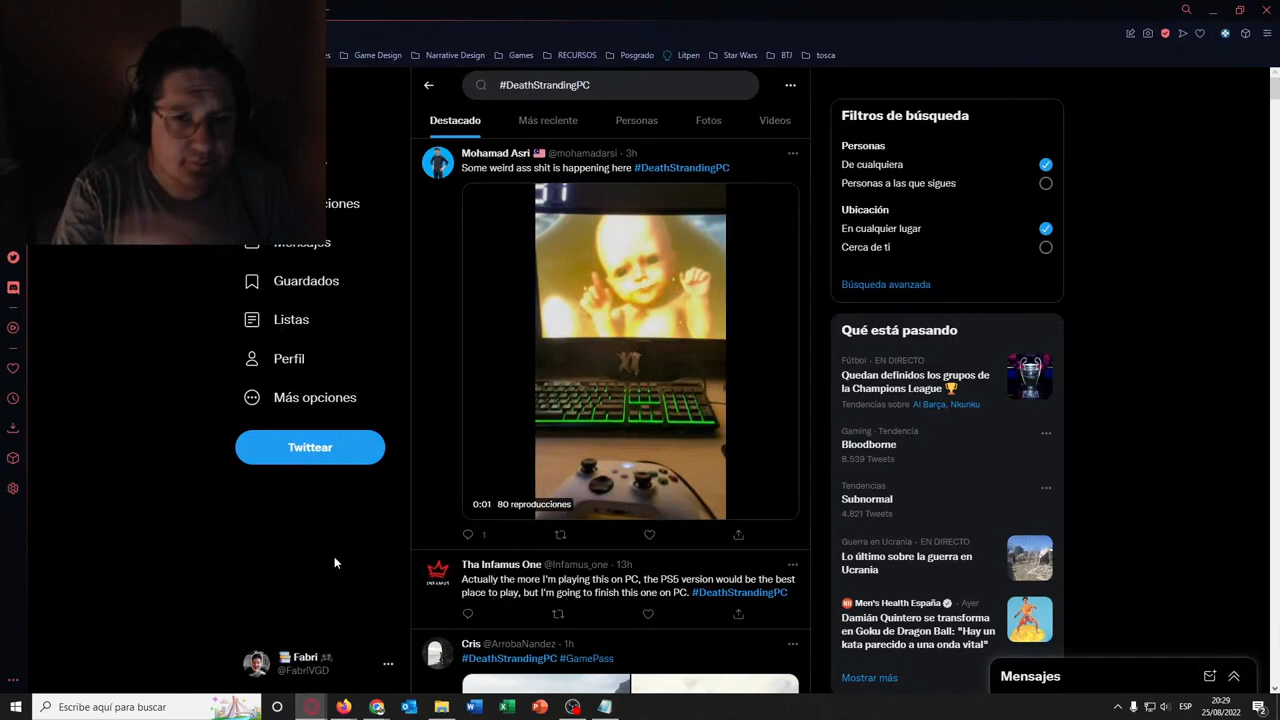 es
Game Design
Narrative Design
Games
RECURSOS
Posgrado
Litpen
Star Wars
BTJ
tosca
#DeathStrandingPC
Destacado
Más reciente
Personas
Fotos
Videos
Mohamad Asri @mohamadarsi · 3h
Some weird ass shit is happening here #DeathStrandingPC
0:01 80 reproducciones
1
Tha Infamus One @Infamus_one · 13h
Actually the more I'm playing this on PC, the PS5 version would be the best
place to play, but I'm going to finish this one on PC. #DeathStrandingPC
INFAMUS
Cris @ArrobaNandez · 1h
#DeathStrandingPC #GamePass
ciones
Mensajes
Guardados
Listas
Perfil
Más opciones
Twittear
Fabri
@FabriVGD
Filtros de búsqueda
Personas
De cualquiera
Personas a las que sigues
Ubicación
En cualquier lugar
Cerca de ti
Búsqueda avanzada
Qué está pasando
Fútbol · EN DIRECTO
Quedan definidos los grupos de
la Champions League 🏆
Tendencias sobre A! Barça, Nkunku
Gaming · Tendencia
Bloodborne
8.539 Tweets
Tendencias
Subnormal
4.821 Tweets
Guerra en Ucrania · EN DIRECTO
Lo último sobre la guerra en
Ucrania
Men's Health España · Ayer
Damián Quintero se transforma
en Goku de Dragon Ball: "Hay un
kata parecido a una onda vital"
Mostrar más
Mensajes
Escribe aquí para buscar
ESP
20:29
25/08/2022
2